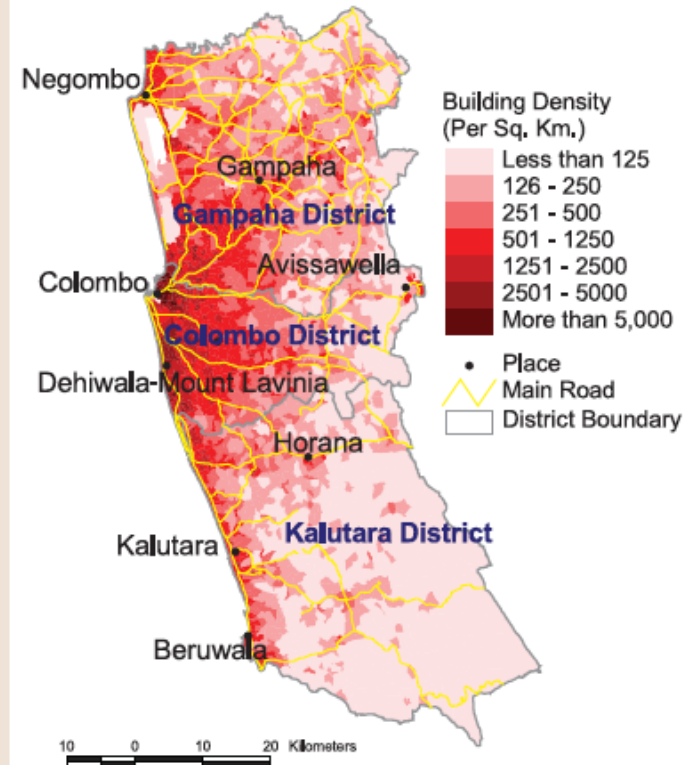 Negombo
Gampaha
Gampaha District
Avissawella
Colombo
Colombo District
Dehiwala-Mount Lavinia
Horana
Kalutara District
Kalutara
Beruwala
Building Density
(Per Sq. Km.)
Less than 125
126 - 250
251 - 500
501 - 1250
1251 - 2500
2501 - 5000
More than 5,000
Place
Main Road
District Boundary
10 0 10 20 Kilometers